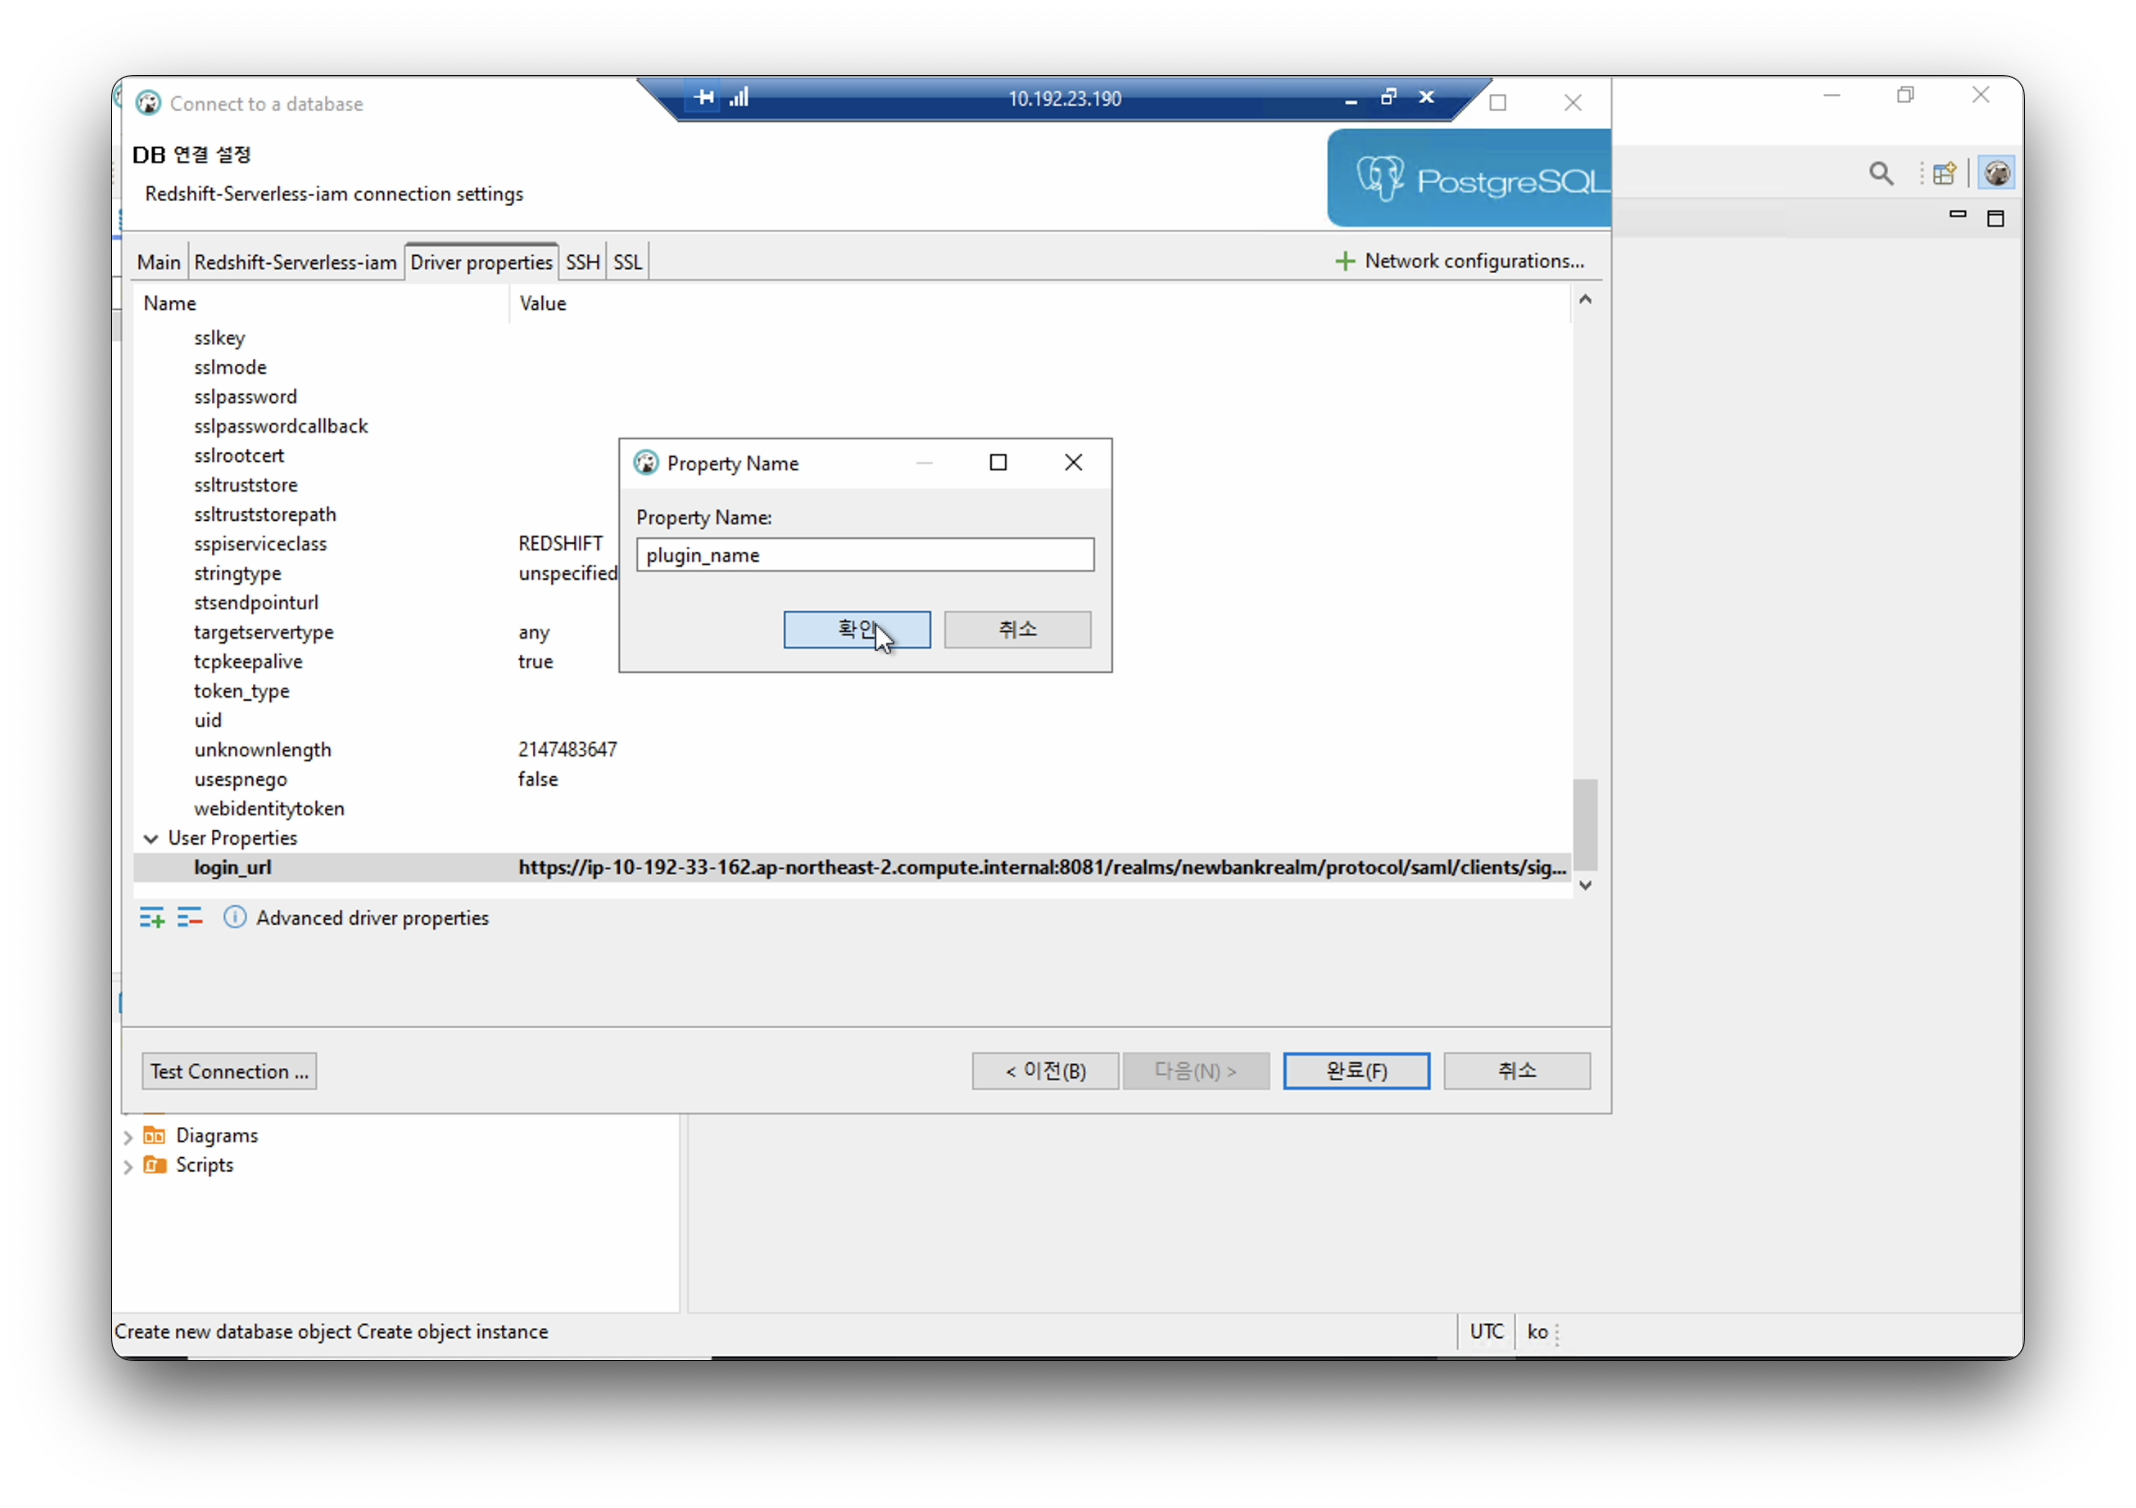 Connect to a database
10.192.23.190
DB 연결 설정
Redshift-Serverless-iam connection settings
PostgreSQL
Main
Redshift-Serverless-iam
Driver properties
SSH
SSL
Network configurations...
Name
Value
sslkey
sslmode
sslpassword
sslpasswordcallback
sslrootcert
ssltruststore
ssltruststorepath
sspiserviceclass REDSHIFT
stringtype unspecified
stsendpointurl
targetservertype any
tcpkeepalive true
token_type
uid
unknownlength 2147483647
usespnego false
webidentitytoken
User Properties
login_url https://ip-10-192-33-162.ap-northeast-2.compute.internal:8081/realms/newbankrealm/protocol/saml/clients/sig...
Property Name
Property Name:
plugin_name
확인
취소
Advanced driver properties
Test Connection ...
< 이전(B)
다음(N) >
완료(F)
취소
Diagrams
Scripts
Create new database object Create object instance
UTC
ko